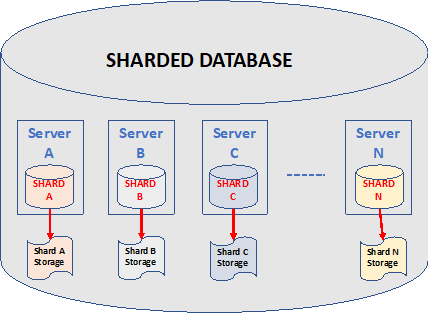 SHARDED DATABASE
Server
A
Server
B
Server
C
Server
N
SHARD
A
SHARD
B
SHARD
C
SHARD
N
Shard A
Storage
Shard B
Storage
Shard C
Storage
Shard N
Storage